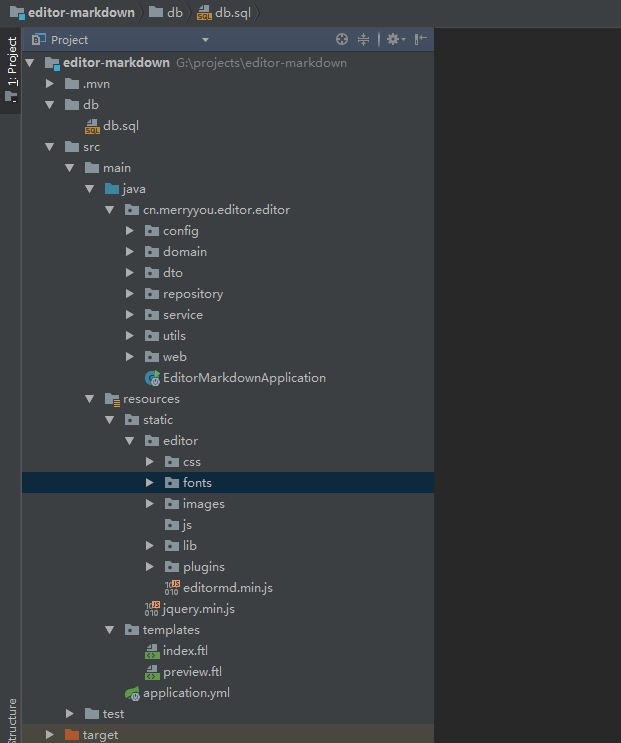 editor-markdown db db.sql
1: Project
Project
editor-markdown G:\projects\editor-markdown
.mvn
db
db.sql
src
main
java
cn.merryyou.editor.editor
config
domain
dto
repository
service
utils
web
EditorMarkdownApplication
resources
static
editor
css
fonts
images
js
lib
plugins
editormd.min.js
jquery.min.js
templates
index.ftl
preview.ftl
application.yml
test
target